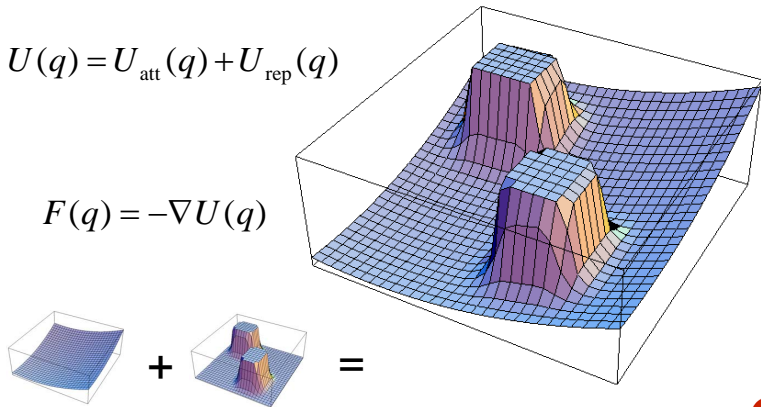 U(q) = U_att(q) + U_rep(q)
F(q) = −∇U(q)
+ =